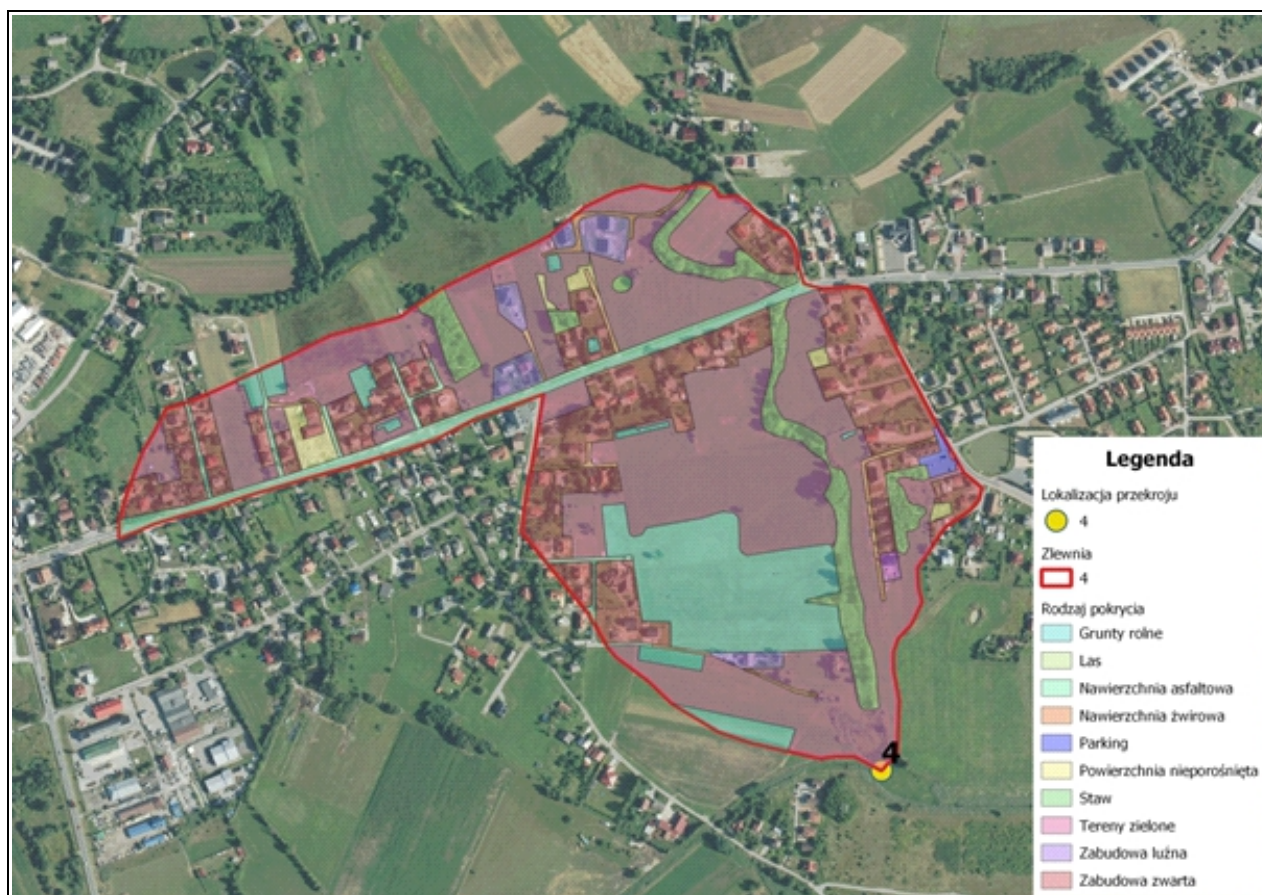 4
Legenda
Lokalizacja przekroju
4
Zlewnia
4
Rodzaj pokrycia
Grunty rolne
Las
Nawierzchnia asfaltowa
Nawierzchnia żwirowa
Parking
Powierzchnia nieporośnięta
Staw
Tereny zielone
Zabudowa luźna
Zabudowa zwarta